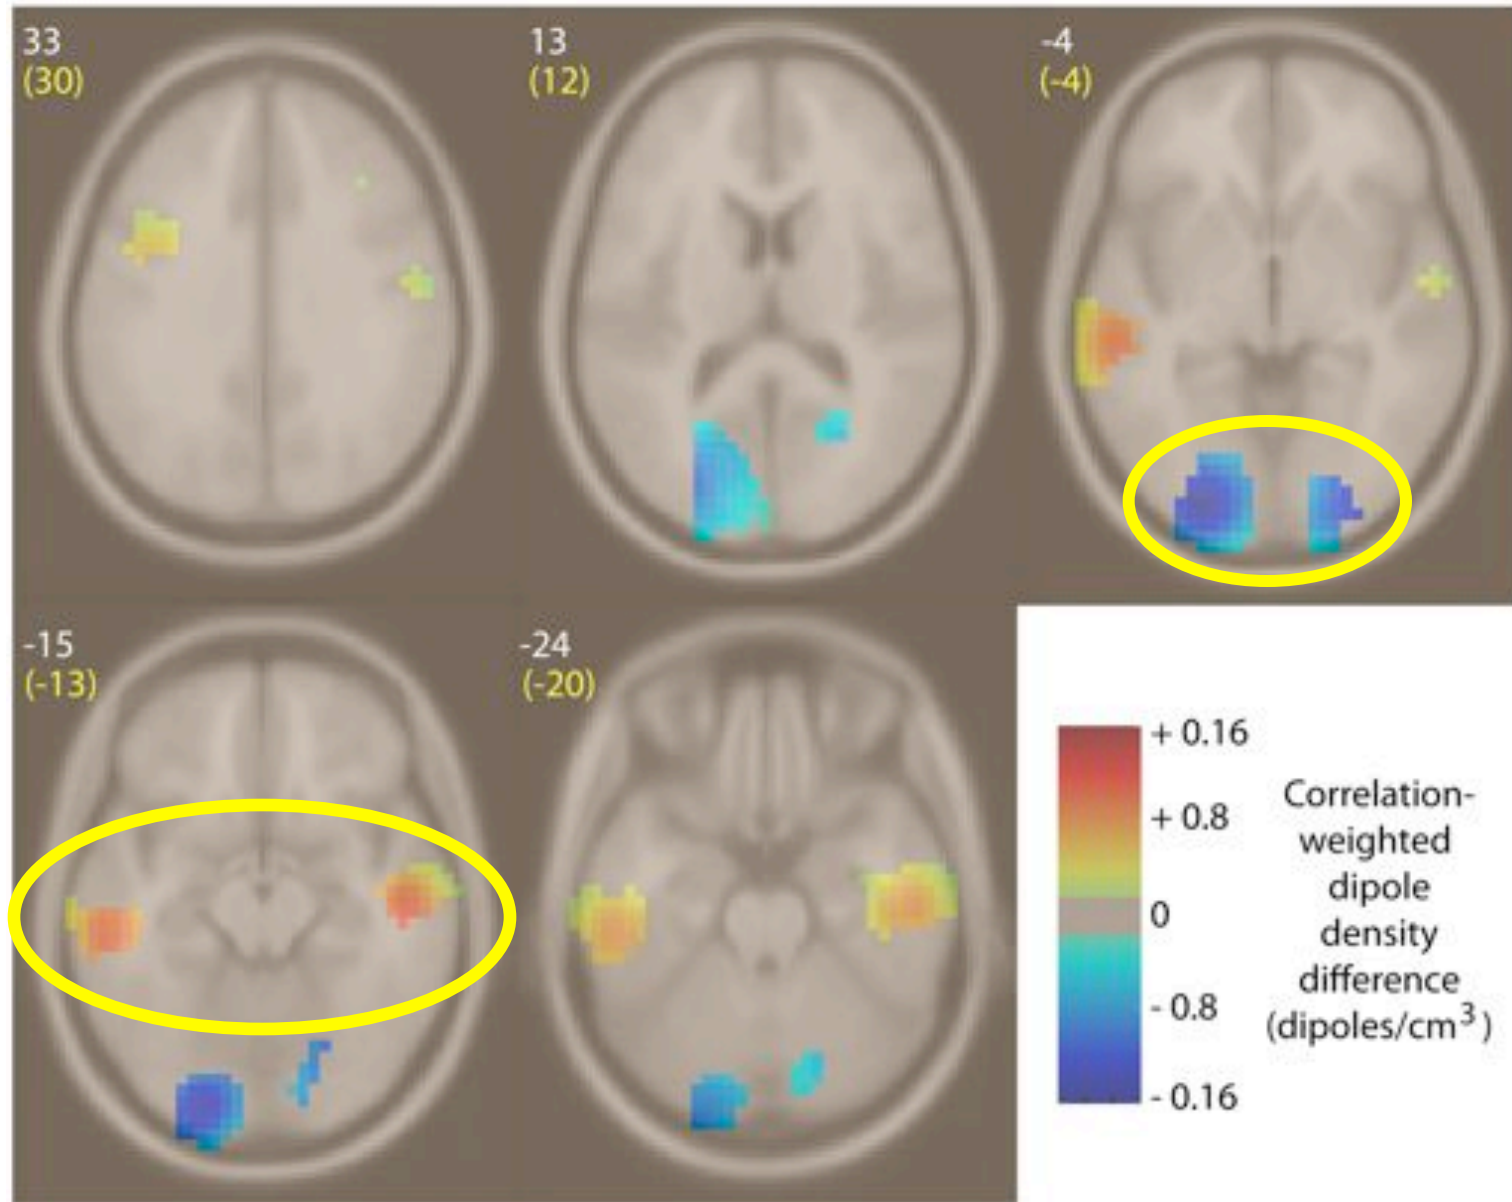 33
(30)
13
(12)
-4
(-4)
-15
(-13)
-24
(-20)
+ 0.16
+ 0.8
0
- 0.8
- 0.16
Correlation-
weighted
dipole
density
difference
(dipoles/cm³)